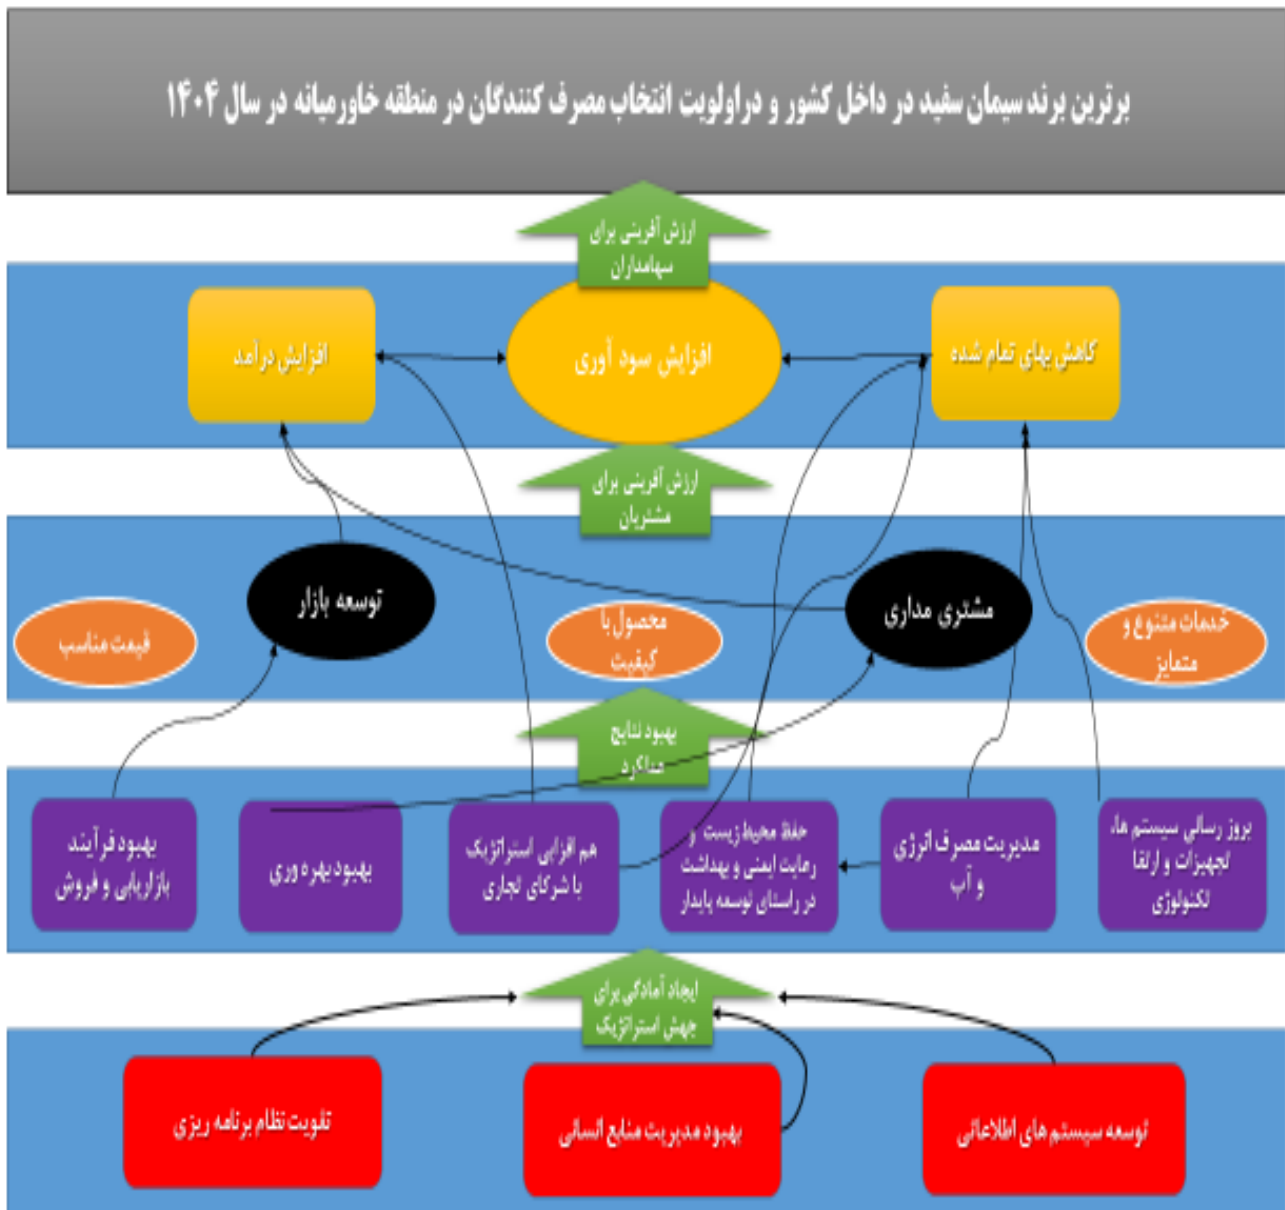 برترین برند سیمان سفید در داخل کشور و دراولویت انتخاب مصرف کنندگان در منطقه خاورمیانه در سال ۱۴۰۴
ارزش آفرینی برای
سهامداران
کاهش بهای تمام شده
افزایش سود آوری
افزایش درآمد
ارزش آفرینی برای
مشتریان
خدمات متنوع و
متمایز
مشتری مداری
محصول با
کیفیت
توسعه بازار
قیمت مناسب
بهبود نتایج
عملکرد
بروز رسانی سیستم ها،
تجهیزات و ارتقا
تکنولوژی
مدیریت مصرف انرژی
و آب
حفظ محیط زیست و
رعایت ایمنی و بهداشت
در راستای توسعه پایدار
هم افزایی استراتژیک
با شرکای تجاری
بهبود بهره وری
بهبود فرآیند
بازاریابی و فروش
ایجاد آمادگی برای
جهش استراتژیک
توسعه سیستم های اطلاعاتی
بهبود مدیریت منابع انسانی
تقویت نظام برنامه ریزی